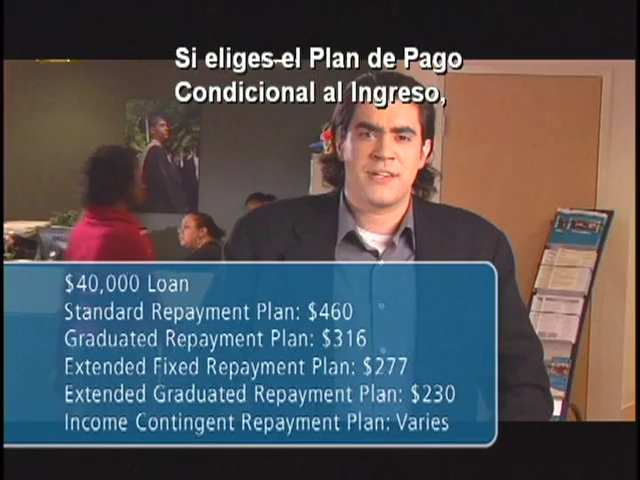 Si eliges el Plan de Pago
Condicional al Ingreso,
$40,000 Loan
Standard Repayment Plan: $460
Graduated Repayment Plan: $316
Extended Fixed Repayment Plan: $277
Extended Graduated Repayment Plan: $230
Income Contingent Repayment Plan: Varies